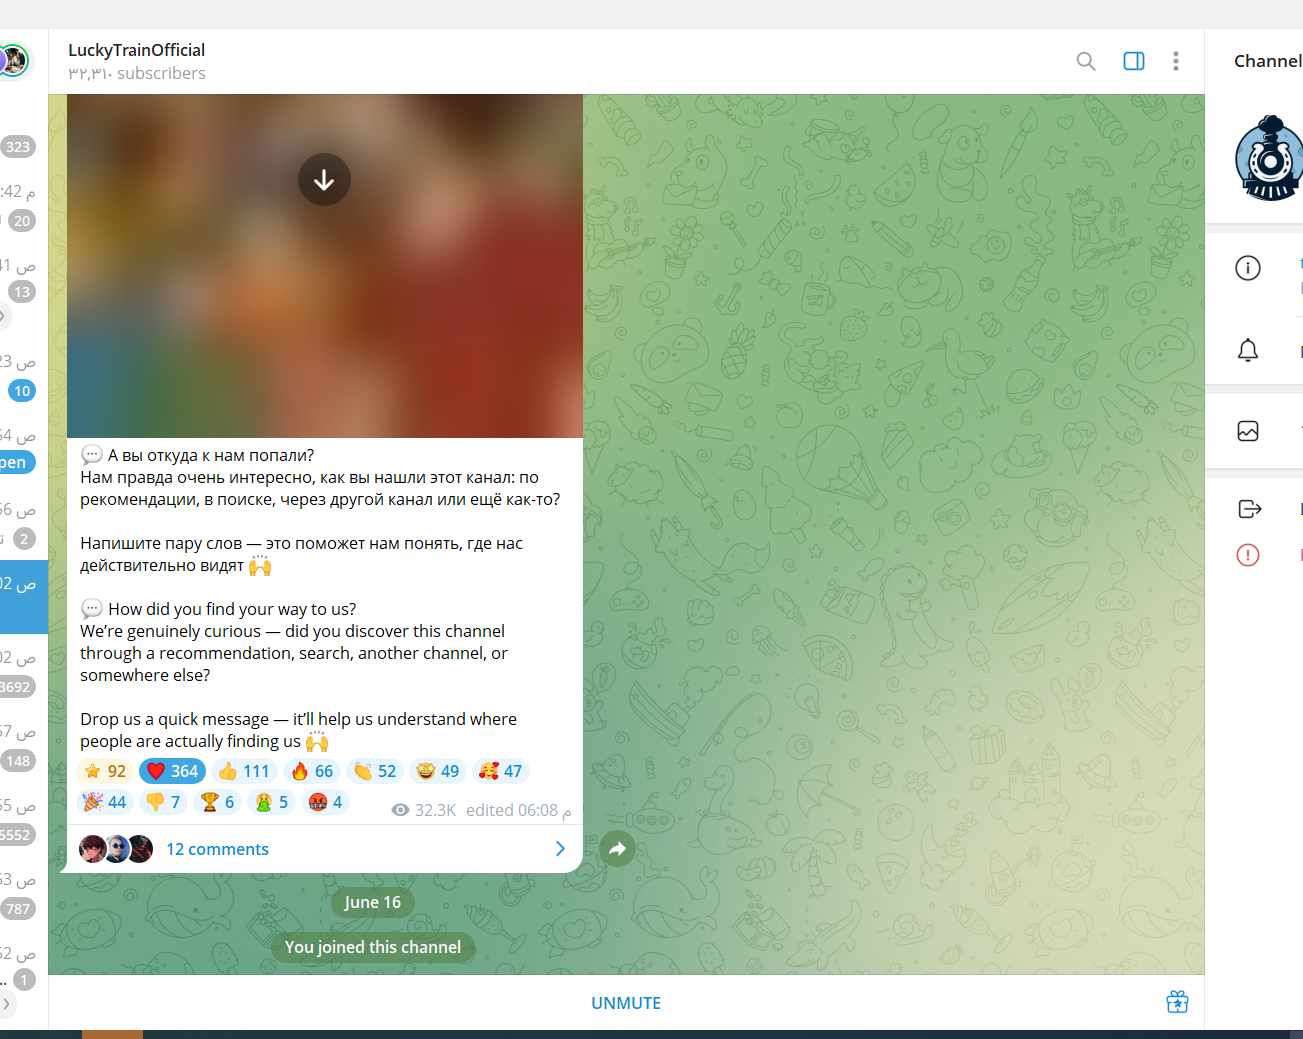 LuckyTrainOfficial
٣٢,٣١٠ subscribers
Channel
323
:42 م
20
41 ص
13
23 ص
10
54 ص
pen
56 ص
2
02 ص
02 ص
3692
57 ص
148
55 ص
5552
53 ص
787
52 ص
1
А вы откуда к нам попали?
Нам правда очень интересно, как вы нашли этот канал: по
рекомендации, в поиске, через другой канал или ещё как-то?
Напишите пару слов — это поможет нам понять, где нас
действительно видят
How did you find your way to us?
We’re genuinely curious — did you discover this channel
through a recommendation, search, another channel, or
somewhere else?
Drop us a quick message — it’ll help us understand where
people are actually finding us
92 364 111 66 52 49 47
44 7 6 5 4
32.3K edited 06:08 م
12 comments
June 16
You joined this channel
UNMUTE